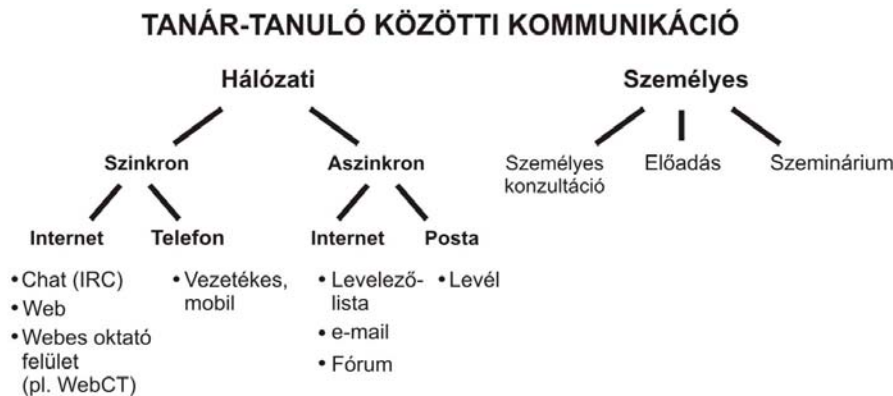 TANÁR-TANULÓ KÖZÖTTI KOMMUNIKÁCIÓ
Hálózati
Személyes
Szinkron
Aszinkron
Személyes
konzultáció
Előadás
Szeminárium
Internet
Telefon
Internet
Posta
• Chat (IRC)
• Web
• Webes oktató
felület
(pl. WebCT)
• Vezetékes,
mobil
• Levelező-
lista
• e-mail
• Fórum
• Levél